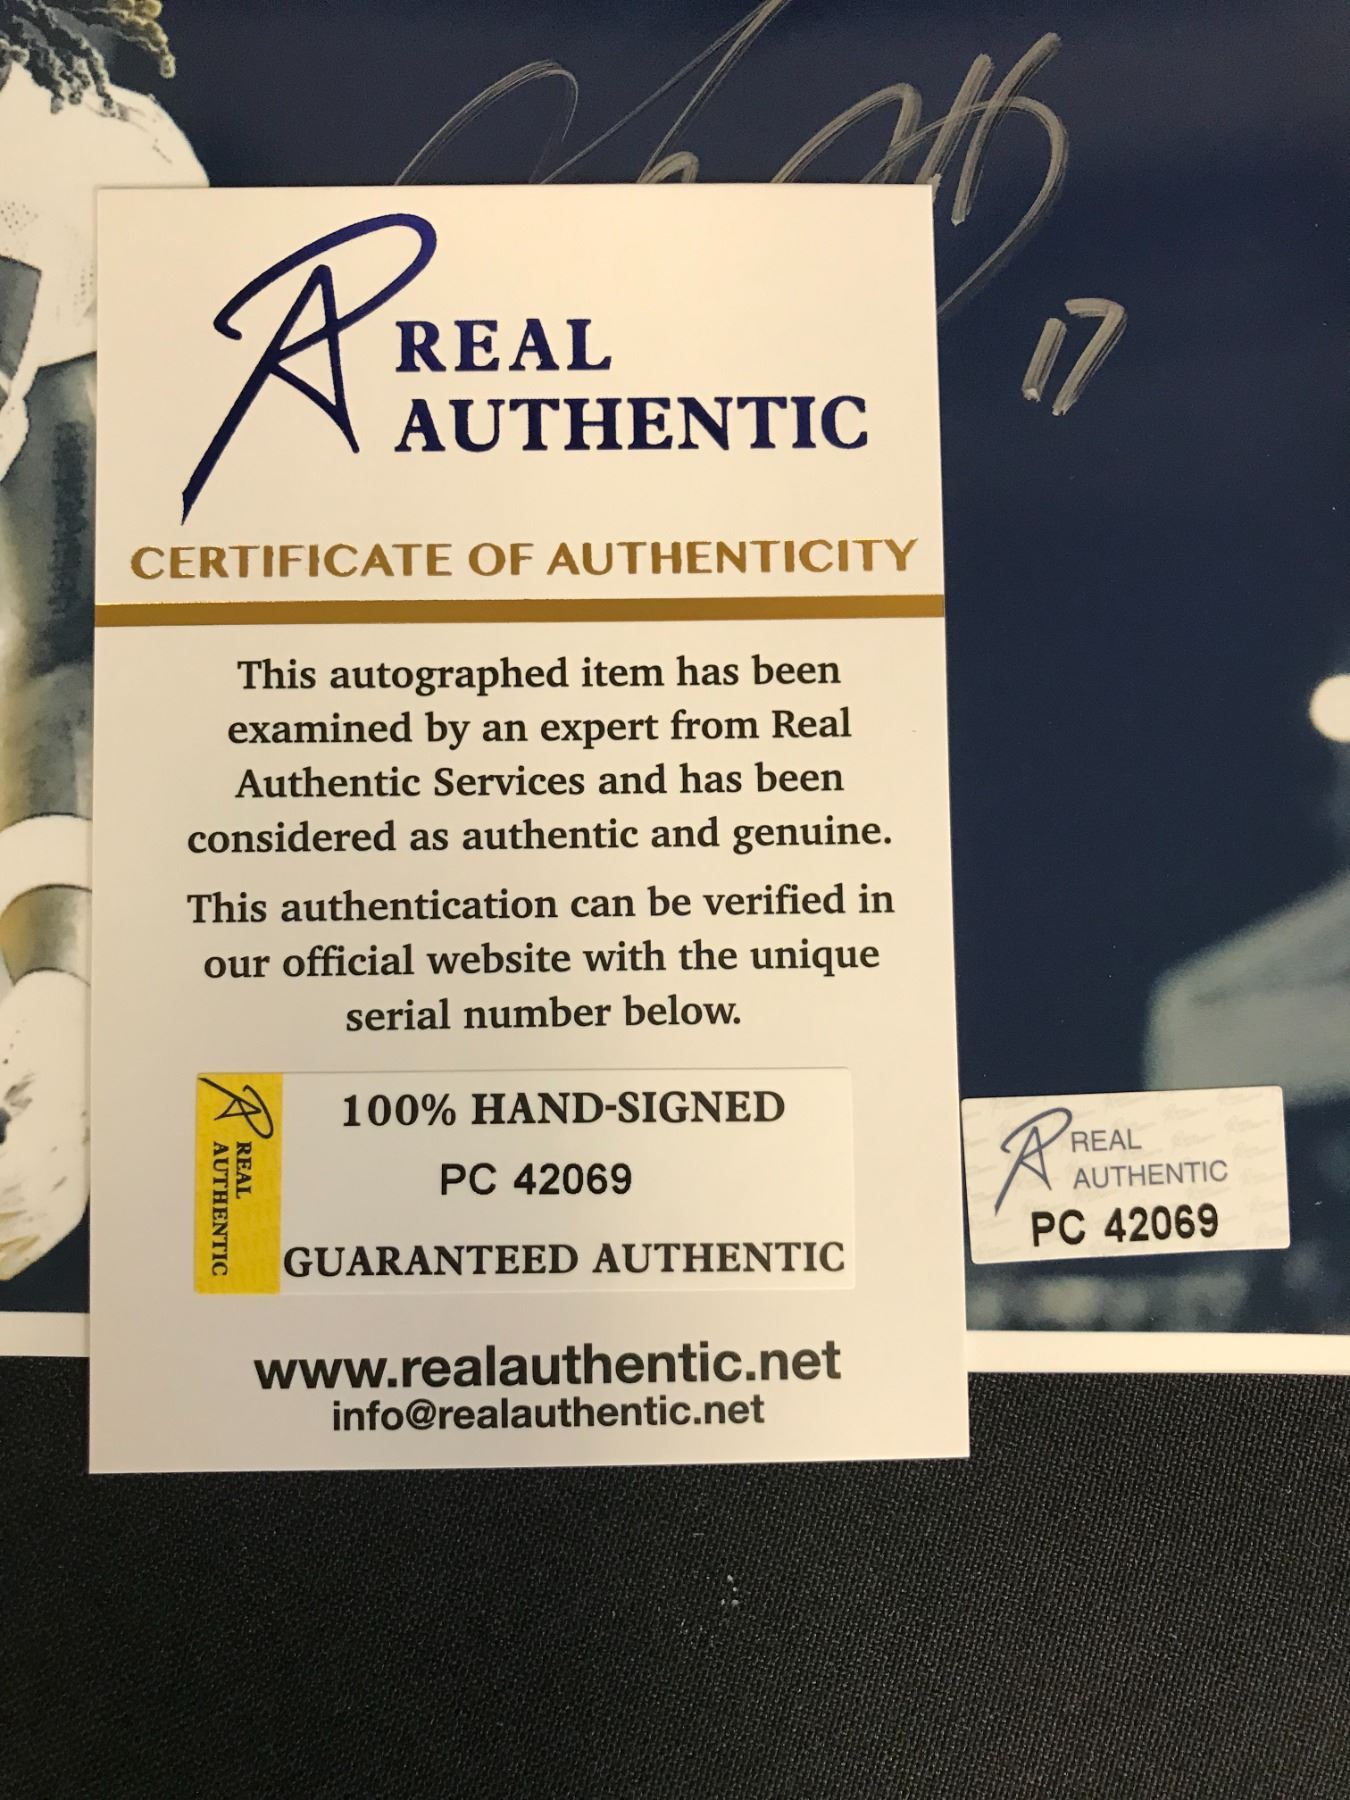 17
REAL
AUTHENTIC
CERTIFICATE OF AUTHENTICITY
This autographed item has been
examined by an expert from Real
Authentic Services and has been
considered as authentic and genuine.
This authentication can be verified in
our official website with the unique
serial number below.
REAL
AUTHENTIC
100% HAND-SIGNED
PC 42069
GUARANTEED AUTHENTIC
www.realauthentic.net
info@realauthentic.net
REAL
AUTHENTIC
PC 42069